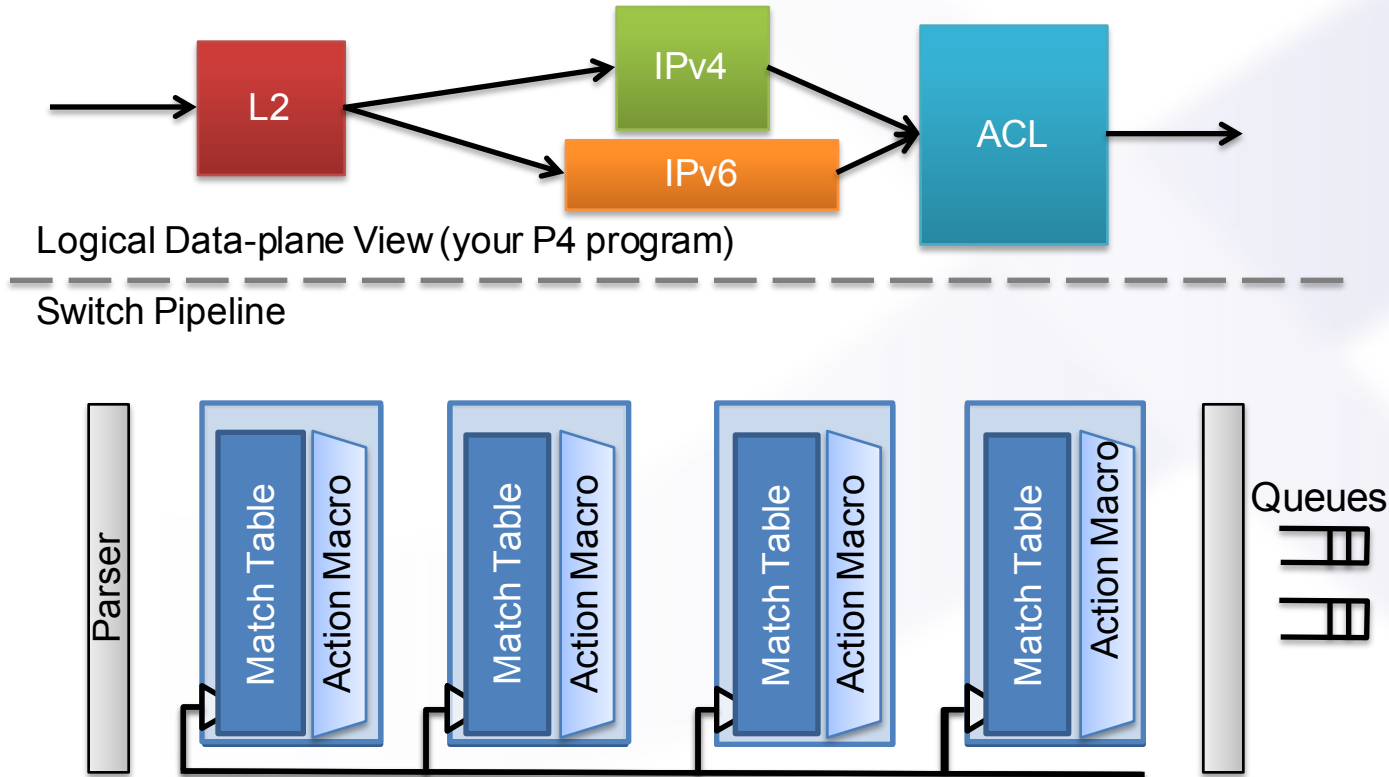 L2
IPv4
IPv6
ACL
Logical Data-plane View (your P4 program)
Switch Pipeline
Parser
Match Table
Action Macro
Match Table
Action Macro
Match Table
Action Macro
Match Table
Action Macro
Queues